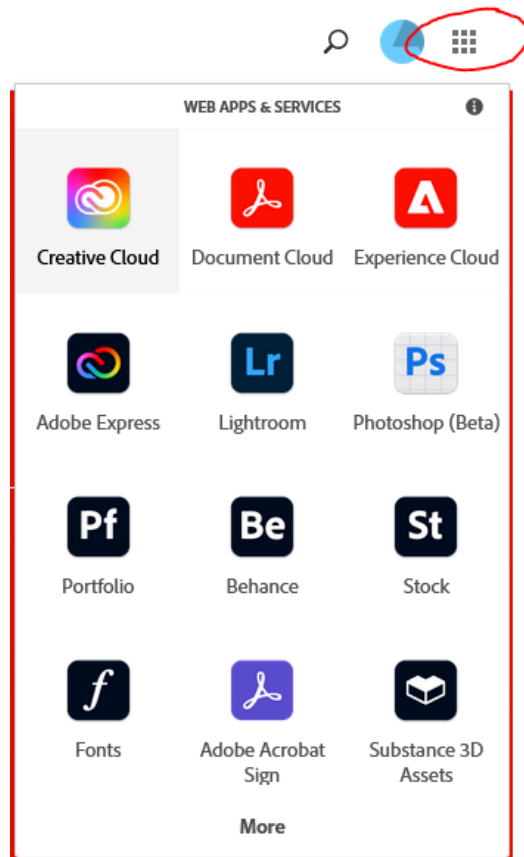 WEB APPS & SERVICES
Creative Cloud
Document Cloud
Experience Cloud
Lr
Ps
Adobe Express
Lightroom
Photoshop (Beta)
Pf
Be
St
Portfolio
Behance
Stock
f
Fonts
Adobe Acrobat
Sign
Substance 3D
Assets
More